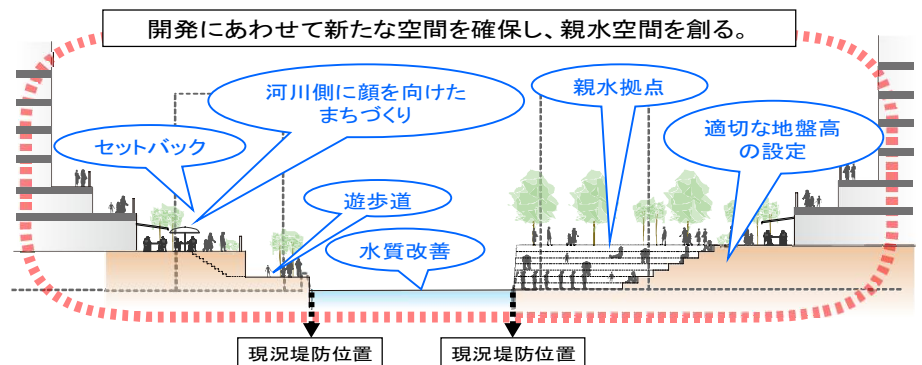 開発にあわせて新たな空間を確保し、親水空間を創る。
河川側に顔を向けた
まちづくり
親水拠点
適切な地盤高
の設定
セットバック
遊歩道
水質改善
現況堤防位置
現況堤防位置